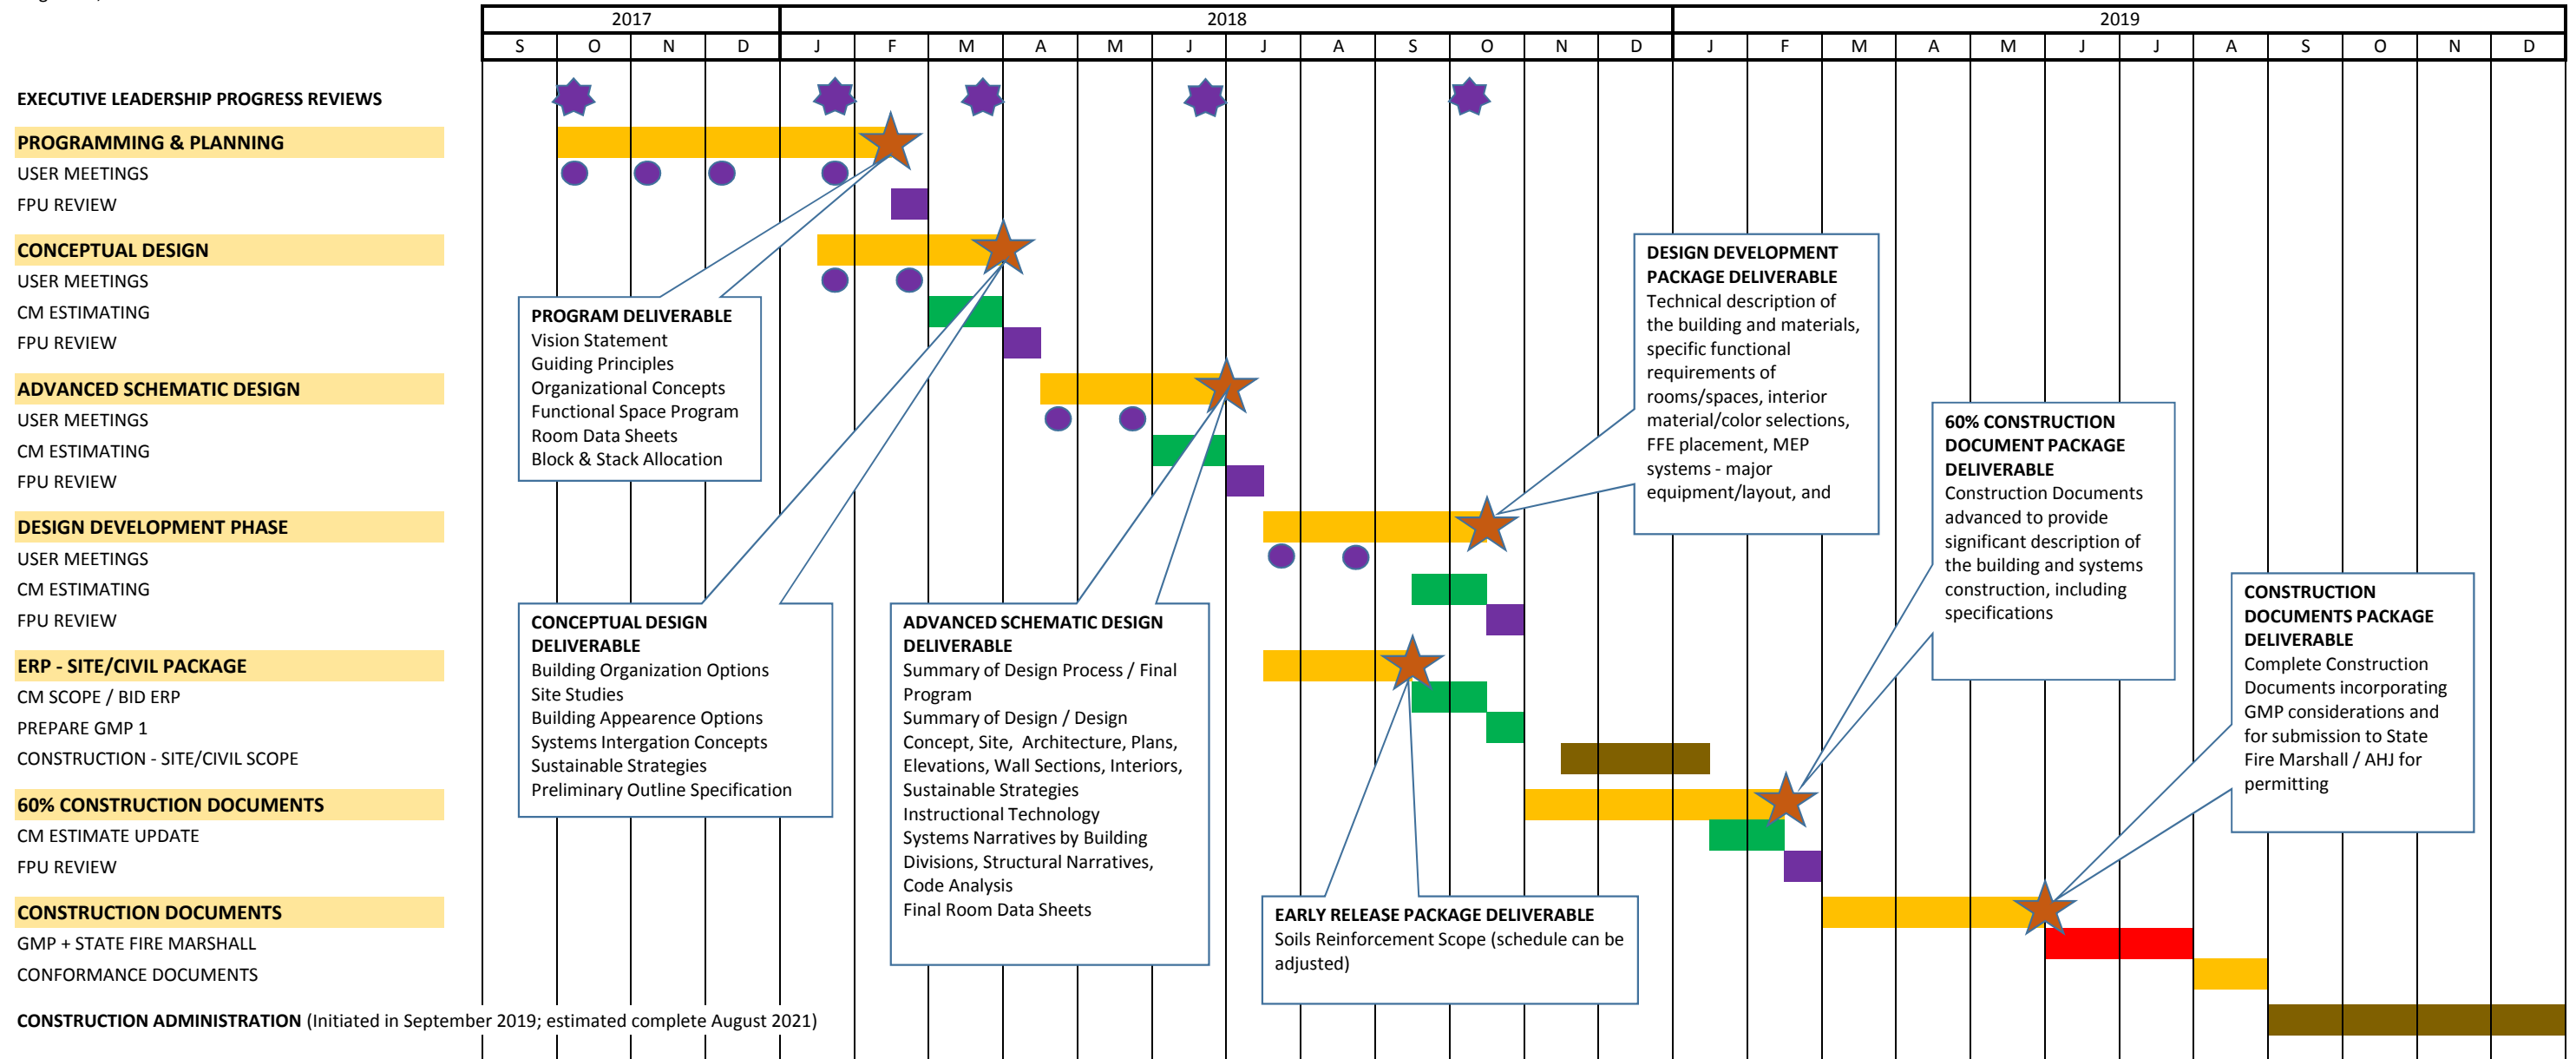 2017 2018 2019
S O N D J F M A M J J A S O N D J F M A M J J A S O N D
EXECUTIVE LEADERSHIP PROGRESS REVIEWS
PROGRAMMING & PLANNING
USER MEETINGS
FPU REVIEW
CONCEPTUAL DESIGN
USER MEETINGS
CM ESTIMATING
FPU REVIEW
ADVANCED SCHEMATIC DESIGN
USER MEETINGS
CM ESTIMATING
FPU REVIEW
DESIGN DEVELOPMENT PHASE
USER MEETINGS
CM ESTIMATING
FPU REVIEW
ERP - SITE/CIVIL PACKAGE
CM SCOPE / BID ERP
PREPARE GMP 1
CONSTRUCTION - SITE/CIVIL SCOPE
60% CONSTRUCTION DOCUMENTS
CM ESTIMATE UPDATE
FPU REVIEW
CONSTRUCTION DOCUMENTS
GMP + STATE FIRE MARSHALL
CONFORMANCE DOCUMENTS
CONSTRUCTION ADMINISTRATION (Initiated in September 2019; estimated complete August 2021)
PROGRAM DELIVERABLE
Vision Statement
Guiding Principles
Organizational Concepts
Functional Space Program
Room Data Sheets
Block & Stack Allocation
CONCEPTUAL DESIGN
DELIVERABLE
Building Organization Options
Site Studies
Building Appearence Options
Systems Intergation Concepts
Sustainable Strategies
Preliminary Outline Specification
ADVANCED SCHEMATIC DESIGN
DELIVERABLE
Summary of Design Process / Final
Program
Summary of Design / Design
Concept, Site, Architecture, Plans,
Elevations, Wall Sections, Interiors,
Sustainable Strategies
Instructional Technology
Systems Narratives by Building
Divisions, Structural Narratives,
Code Analysis
Final Room Data Sheets
EARLY RELEASE PACKAGE DELIVERABLE
Soils Reinforcement Scope (schedule can be
adjusted)
DESIGN DEVELOPMENT
PACKAGE DELIVERABLE
Technical description of
the building and materials,
specific functional
requirements of
rooms/spaces, interior
material/color selections,
FFE placement, MEP
systems - major
equipment/layout, and
60% CONSTRUCTION
DOCUMENT PACKAGE
DELIVERABLE
Construction Documents
advanced to provide
significant description of
the building and systems
construction, including
specifications
CONSTRUCTION
DOCUMENTS PACKAGE
DELIVERABLE
Complete Construction
Documents incorporating
GMP considerations and
for submission to State
Fire Marshall / AHJ for
permitting